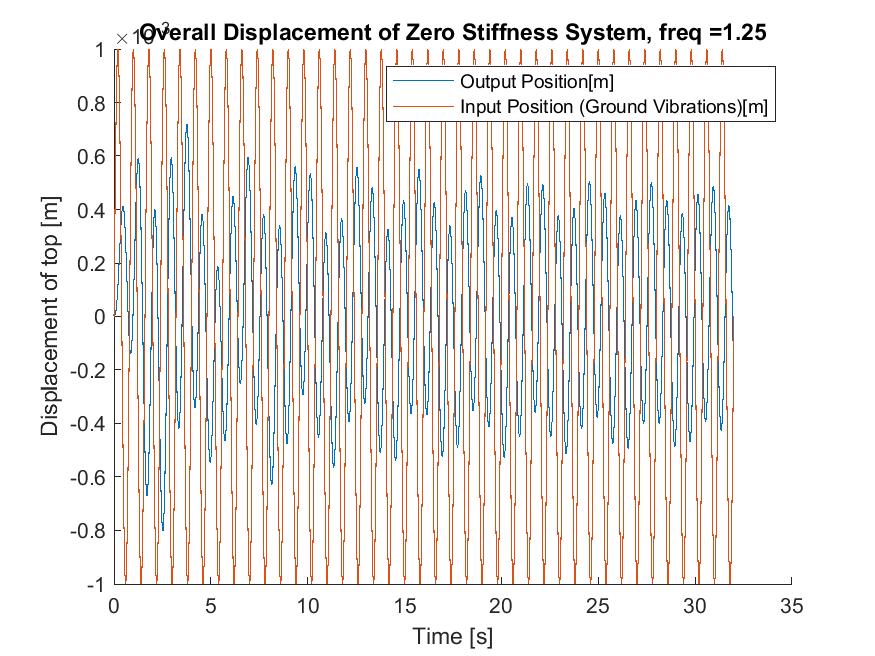 Overall Displacement of Zero Stiffness System, freq =1.25
×10-3
Output Position[m]
Input Position (Ground Vibrations)[m]
1
0.8
0.6
0.4
0.2
0
-0.2
-0.4
-0.6
-0.8
-1
Displacement of top [m]
0 5 10 15 20 25 30 35
Time [s]